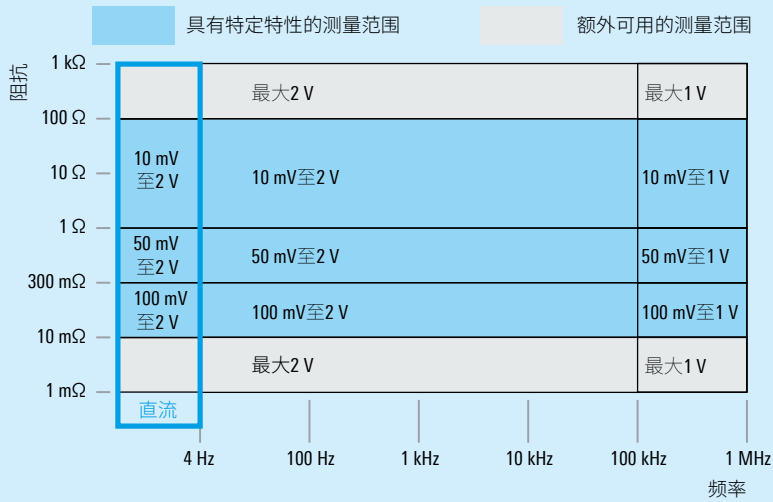 具有特定特性的测量范围
额外可用的测量范围
阻抗
1 kΩ
最大2 V
最大1 V
100 Ω
10 mV
至2 V
10 Ω
10 mV至2 V
10 mV至1 V
1 Ω
50 mV
至2 V
50 mV至2 V
50 mV至1 V
300 mΩ
100 mV
至2 V
100 mV至2 V
100 mV至1 V
10 mΩ
最大2 V
最大1 V
1 mΩ
直流
4 Hz
100 Hz
1 kHz
10 kHz
100 kHz
1 MHz
频率